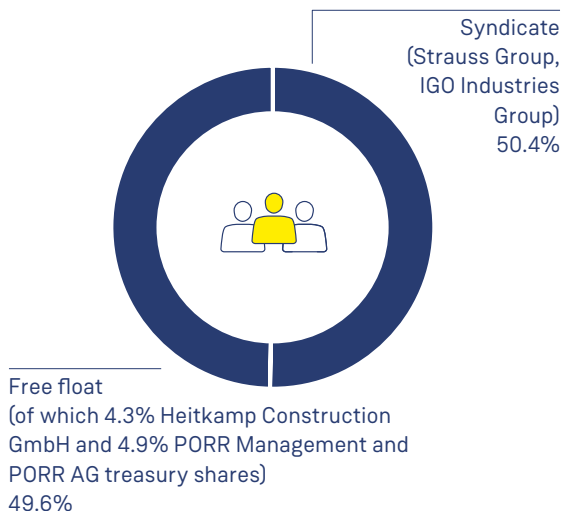 Syndicate
(Strauss Group,
IGO Industries
Group)
50.4%
Free float
(of which 4.3% Heitkamp Construction
GmbH and 4.9% PORR Management and
PORR AG treasury shares)
49.6%